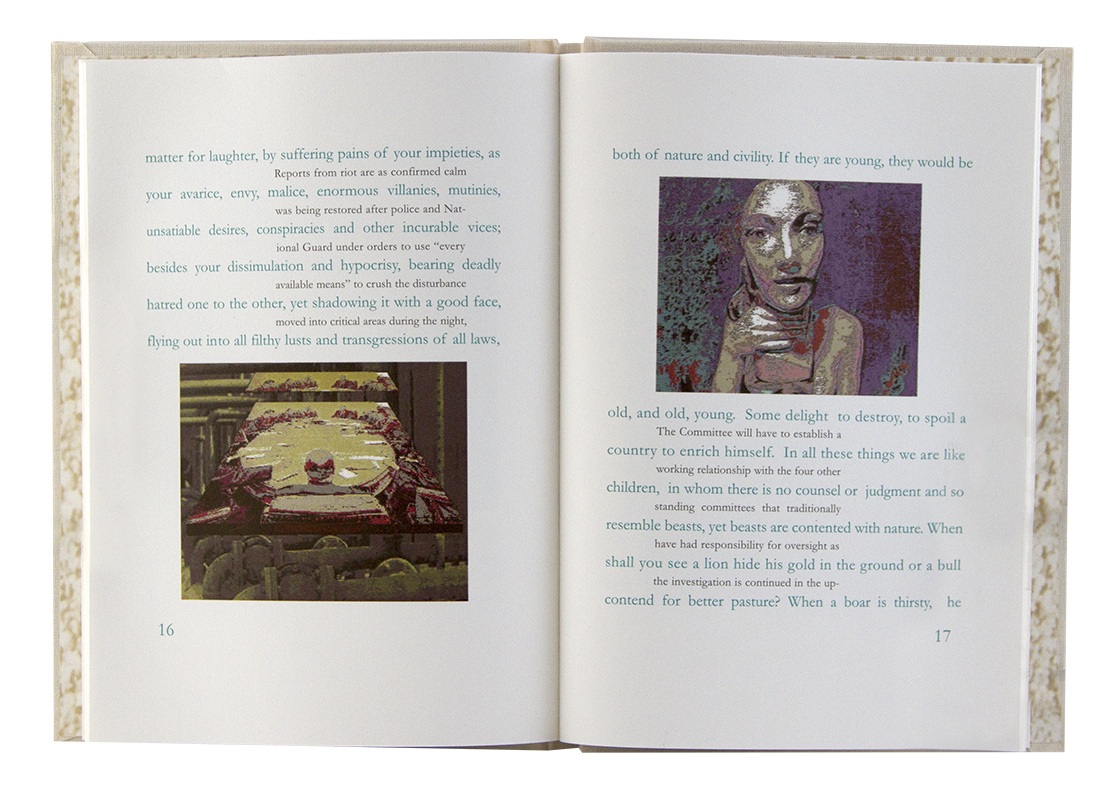 matter for laughter, by suffering pains of your impieties, as
Reports from riot are as confirmed calm
your avarice, envy, malice, enormous villanies, mutinies,
was being restored after police and Nat-
unsatiable desires, conspiracies and other incurable vices;
ional Guard under orders to use “every
besides your dissimulation and hypocrisy, bearing deadly
available means” to crush the disturbance
hatred one to the other, yet shadowing it with a good face,
moved into critical areas during the night,
flying out into all filthy lusts and transgressions of all laws,
16
both of nature and civility. If they are young, they would be
old, and old, young. Some delight to destroy, to spoil a
The Committee will have to establish a
country to enrich himself. In all these things we are like
working relationship with the four other
children, in whom there is no counsel or judgment and so
standing committees that traditionally
resemble beasts, yet beasts are contented with nature. When
have had responsibility for oversight as
shall you see a lion hide his gold in the ground or a bull
the investigation is continued in the up-
contend for better pasture? When a boar is thirsty, he
17